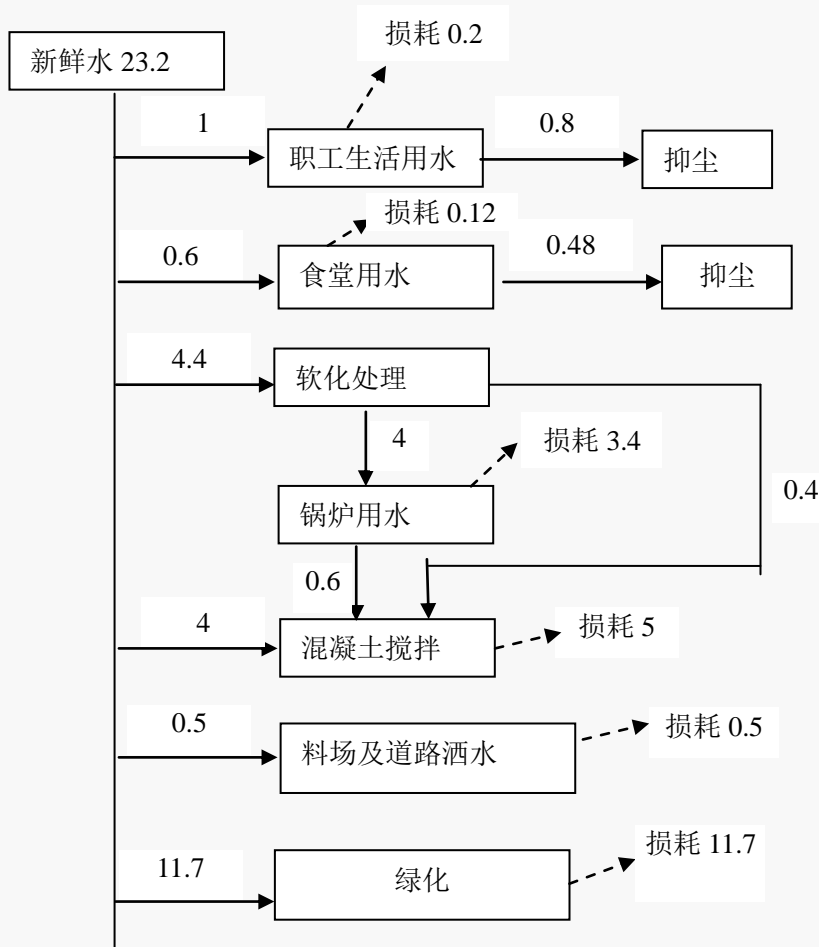 损耗 0.2
新鲜水 23.2
1
职工生活用水
0.8
抑尘
损耗 0.12
0.6
食堂用水
0.48
抑尘
4.4
软化处理
4
损耗 3.4
0.4
锅炉用水
0.6
4
混凝土搅拌
损耗 5
0.5
料场及道路洒水
损耗 0.5
11.7
绿化
损耗 11.7